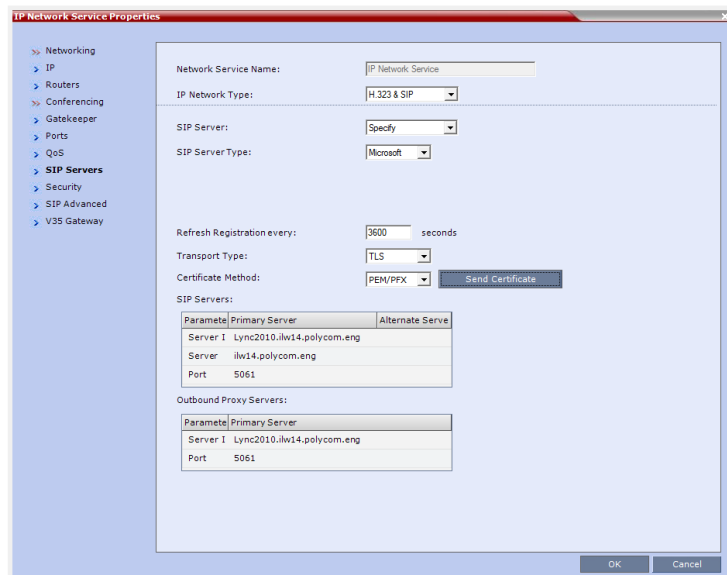 IP Network Service Properties
Networking
IP
Routers
Conferencing
Gatekeeper
Ports
QoS
SIP Servers
Security
SIP Advanced
V35 Gateway
Network Service Name: IP Network Service
IP Network Type: H.323 & SIP
SIP Server: Specify
SIP Server Type: Microsoft
Refresh Registration every: 3600 seconds
Transport Type: TLS
Certificate Method: PEM/PFX Send Certificate
SIP Servers:
Paramete Primary Server Alternate Serve
Server I Lync2010.ilw14.polycom.eng
Server ilw14.polycom.eng
Port 5061
Outbound Proxy Servers:
Paramete Primary Server
Server I Lync2010.ilw14.polycom.eng
Port 5061
OK Cancel